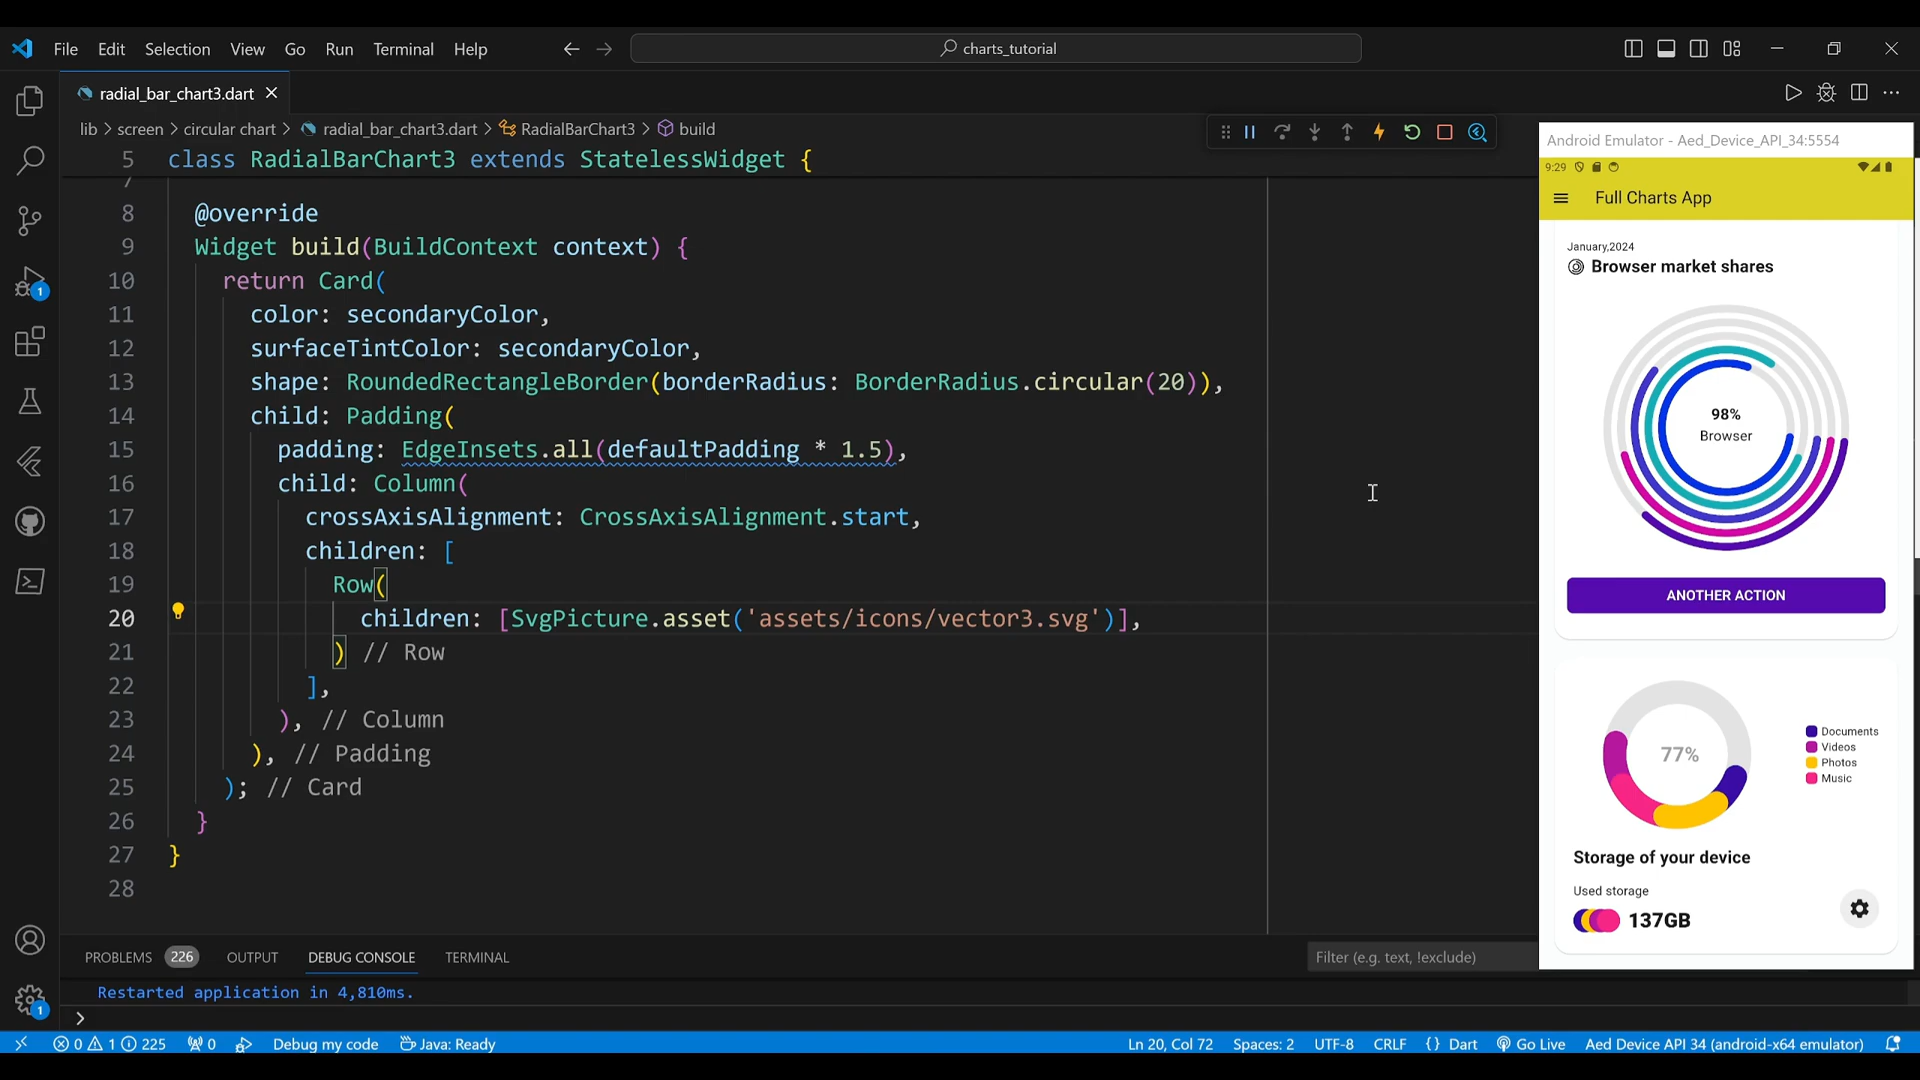 File Edit Selection View Go Run Terminal Help
charts_tutorial
radial_bar_chart3.dart
lib > screen > circular chart > radial_bar_chart3.dart > RadialBarChart3 > build
5 class RadialBarChart3 extends StatelessWidget {
7
8 @override
9 Widget build(BuildContext context) {
10 return Card(
11 color: secondaryColor,
12 surfaceTintColor: secondaryColor,
13 shape: RoundedRectangleBorder(borderRadius: BorderRadius.circular(20)),
14 child: Padding(
15 padding: EdgeInsets.all(defaultPadding * 1.5),
16 child: Column(
17 crossAxisAlignment: CrossAxisAlignment.start,
18 children: [
19 Row(
20 children: [SvgPicture.asset('assets/icons/vector3.svg')],
21 ) // Row
22 ],
23 ), // Column
24 ), // Padding
25 ); // Card
26 }
27 }
28
1
1
Android Emulator - Aed_Device_API_34:5554
9:29
Full Charts App
January,2024
Browser market shares
98%
Browser
ANOTHER ACTION
77%
Documents
Videos
Photos
Music
Storage of your device
Used storage
137GB
PROBLEMS 226 OUTPUT DEBUG CONSOLE TERMINAL
Filter (e.g. text, !exclude)
Restarted application in 4,810ms.
>
0 1 225 0 Debug my code Java: Ready
Ln 20, Col 72 Spaces: 2 UTF-8 CRLF {} Dart Go Live Aed Device API 34 (android-x64 emulator)